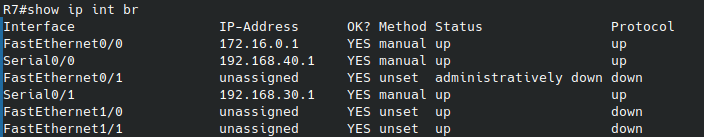 R7#show ip int br
Interface IP-Address OK? Method Status Protocol
FastEthernet0/0 172.16.0.1 YES manual up up
Serial0/0 192.168.40.1 YES manual up up
FastEthernet0/1 unassigned YES unset administratively down down
Serial0/1 192.168.30.1 YES manual up up
FastEthernet1/0 unassigned YES unset up down
FastEthernet1/1 unassigned YES unset up down